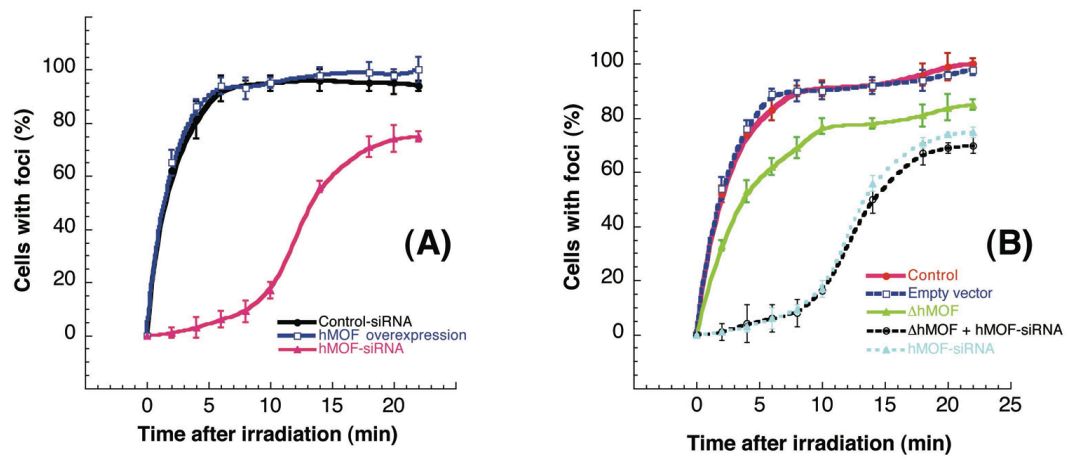 Cells with foci (%)
100
80
60
40
20
0
(A)
Control-siRNA
hMOF overexpression
hMOF-siRNA
0 5 10 15 20
Time after irradiation (min)
Cells with foci (%)
100
80
60
40
20
0
(B)
Control
Empty vector
ΔhMOF
ΔhMOF + hMOF-siRNA
hMOF-siRNA
0 5 10 15 20 25
Time after irradiation (min)